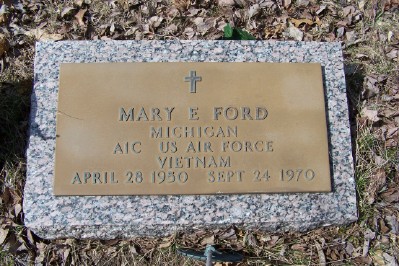 MARY E FORD
MICHIGAN
A1C US AIR FORCE
VIETNAM
APRIL 28 1950 SEPT 24 1970